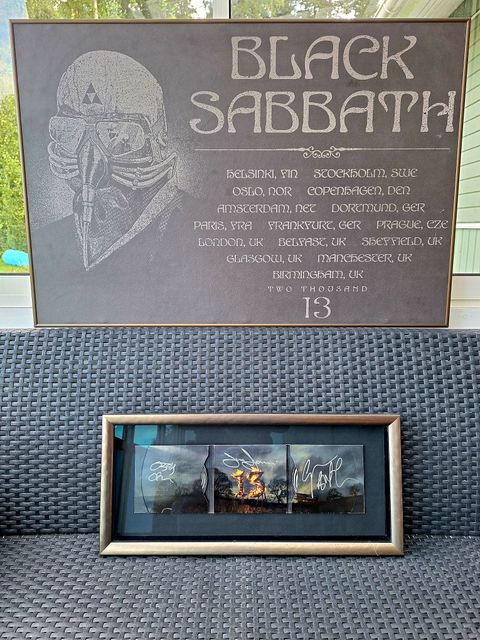 BLACK
SABBATH
HELSINKI, FIN STOCKHOLM, SWE
OSLO, NOR COPENHAGEN, DEN
AMSTERDAM, NET DORTMUND, GER
PARIS, FRA FRANKFURT, GER PRAGUE, CZE
LONDON, UK BELFAST, UK SHEFFIELD, UK
GLASGOW, UK MANCHESTER, UK
BIRMINGHAM, UK
TWO THOUSAND
13
13